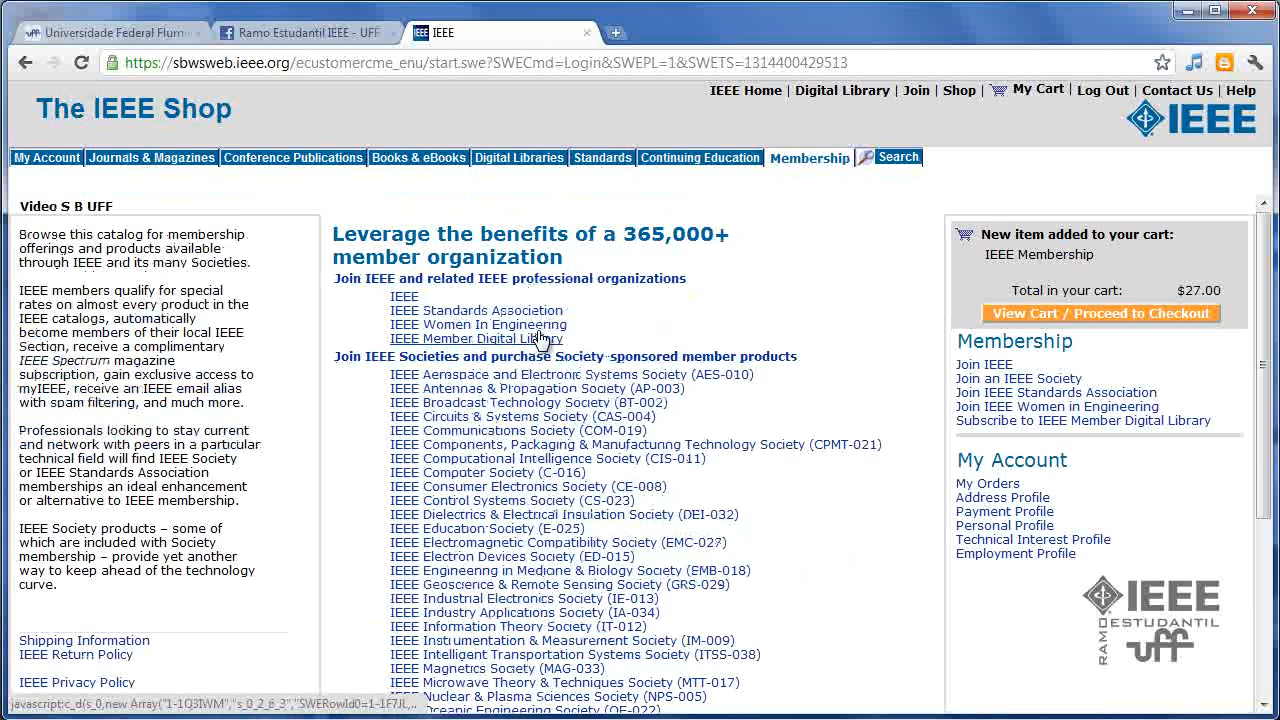 Universidade Federal Flum
Ramo Estudantil IEEE - UFF
IEEE IEEE
https://sbwsweb.ieee.org/ecustomercme_enu/start.swe?SWECmd=Login&SWEPL=1&SWETS=1314400429513
IEEE Home | Digital Library | Join | Shop | My Cart | Log Out | Contact Us | Help
The IEEE Shop
IEEE
My Account Journals & Magazines Conference Publications Books & eBooks Digital Libraries Standards Continuing Education Membership Search
Video S B UFF
Browse this catalog for membership
offerings and products available
through IEEE and its many Societies.
IEEE members qualify for special
rates on almost every product in the
IEEE catalogs, automatically
become members of their local IEEE
Section, receive a complimentary
IEEE Spectrum magazine
subscription, gain exclusive access to
myIEEE, receive an IEEE email alias
with spam filtering, and much more.
Professionals looking to stay current
and network with peers in a particular
technical field will find IEEE Society
or IEEE Standards Association
memberships an ideal enhancement
or alternative to IEEE membership.
IEEE Society products – some of
which are included with Society
membership – provide yet another
way to keep ahead of the technology
curve.
Shipping Information
IEEE Return Policy
IEEE Privacy Policy
javascript:c_d(s_0,new Array("1-1Q3IWM","s_0_2_6_3","SWERowId0=1-1F7JL,...
Leverage the benefits of a 365,000+
member organization
Join IEEE and related IEEE professional organizations
IEEE
IEEE Standards Association
IEEE Women In Engineering
IEEE Member Digital Library
Join IEEE Societies and purchase Society-sponsored member products
IEEE Aerospace and Electronic Systems Society (AES-010)
IEEE Antennas & Propagation Society (AP-003)
IEEE Broadcast Technology Society (BT-002)
IEEE Circuits & Systems Society (CAS-004)
IEEE Communications Society (COM-019)
IEEE Components, Packaging & Manufacturing Technology Society (CPMT-021)
IEEE Computational Intelligence Society (CIS-011)
IEEE Computer Society (C-016)
IEEE Consumer Electronics Society (CE-008)
IEEE Control Systems Society (CS-023)
IEEE Dielectrics & Electrical Insulation Society (DEI-032)
IEEE Education Society (E-025)
IEEE Electromagnetic Compatibility Society (EMC-027)
IEEE Electron Devices Society (ED-015)
IEEE Engineering in Medicine & Biology Society (EMB-018)
IEEE Geoscience & Remote Sensing Society (GRS-029)
IEEE Industrial Electronics Society (IE-013)
IEEE Industry Applications Society (IA-034)
IEEE Information Theory Society (IT-012)
IEEE Instrumentation & Measurement Society (IM-009)
IEEE Intelligent Transportation Systems Society (ITSS-038)
IEEE Magnetics Society (MAG-033)
IEEE Microwave Theory & Techniques Society (MTT-017)
IEEE Nuclear & Plasma Sciences Society (NPS-005)
Oceanic Engineering Society (OE-022)
New item added to your cart:
IEEE Membership
Total in your cart: $27.00
View Cart / Proceed to Checkout
Membership
Join IEEE
Join an IEEE Society
Join IEEE Standards Association
Join IEEE Women in Engineering
Subscribe to IEEE Member Digital Library
My Account
My Orders
Address Profile
Payment Profile
Personal Profile
Technical Interest Profile
Employment Profile
IEEE
RAMO ESTUDANTIL
uff